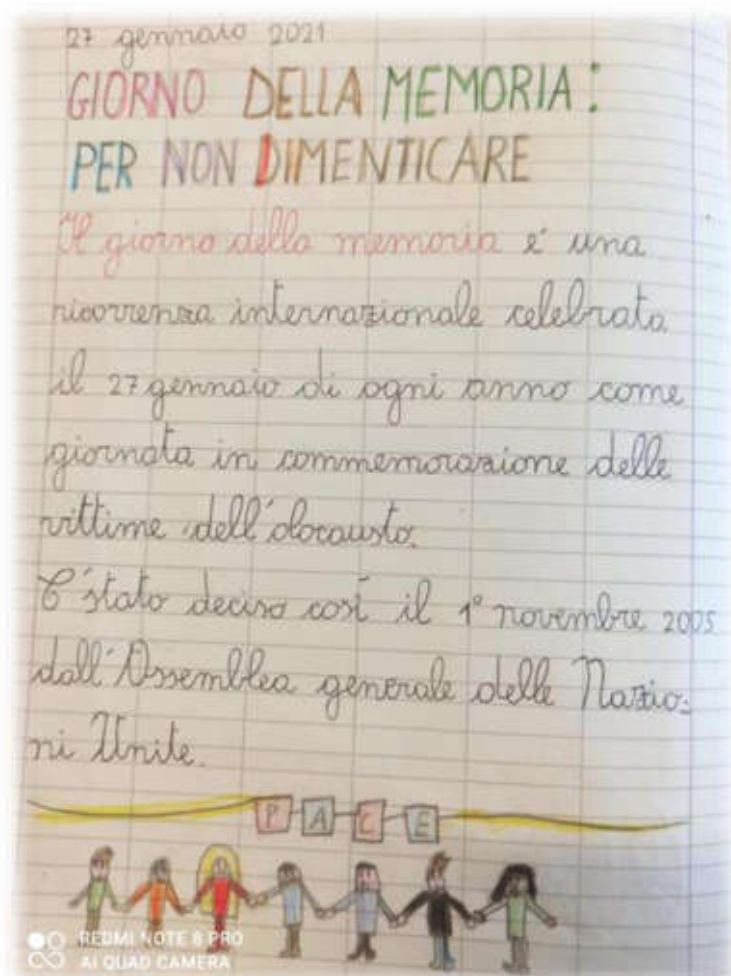 27 gennaio 2021
GIORNO DELLA MEMORIA:
PER NON DIMENTICARE
Il giorno della memoria è una
ricorrenza internazionale celebrata
il 27 gennaio di ogni anno come
giornata in commemorazione delle
vittime dell'olocausto.
E' stato deciso così il 1° novembre 2005
dall'Assemblea generale delle Nazio=
ni Unite.
PACE
REDMI NOTE 8 PRO
AI QUAD CAMERA